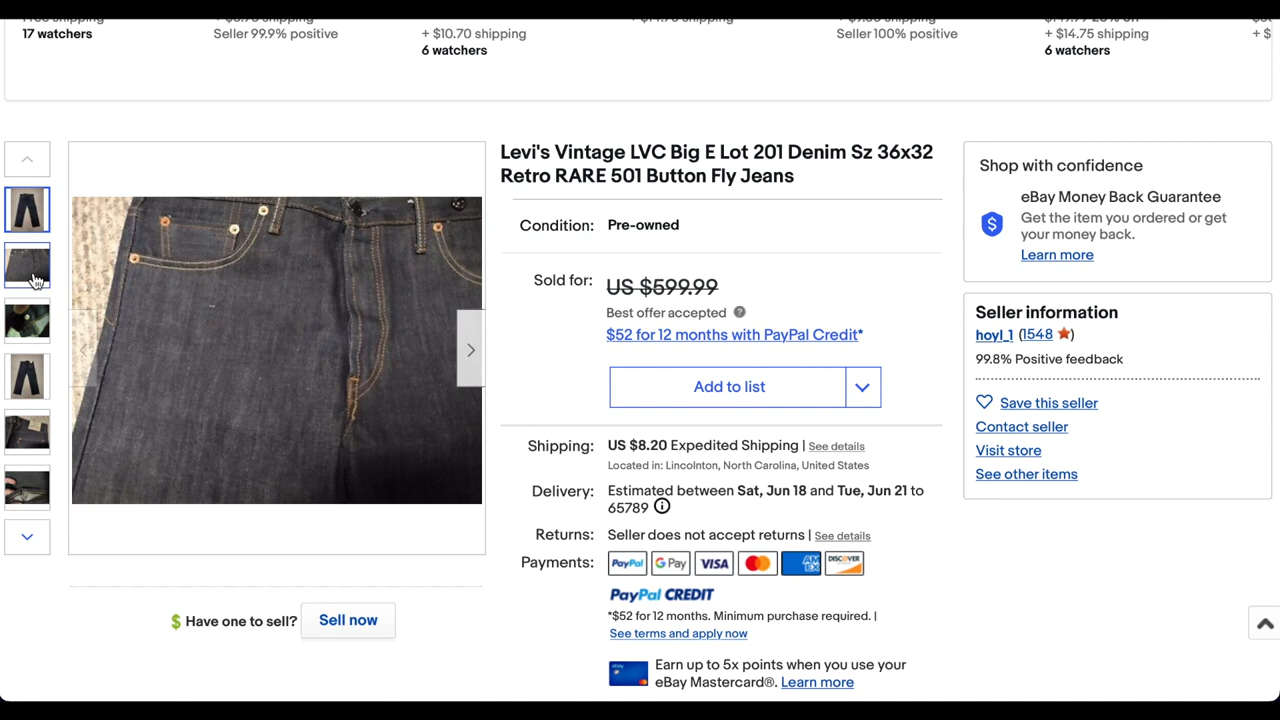 17 watchers
Seller 99.9% positive
+ $10.70 shipping
6 watchers
Seller 100% positive
+ $14.75 shipping
6 watchers
+ $
Levi's Vintage LVC Big E Lot 201 Denim Sz 36x32
Retro RARE 501 Button Fly Jeans
Condition: Pre-owned
Sold for: US $599.99
Best offer accepted
$52 for 12 months with PayPal Credit*
Add to list
Shipping: US $8.20 Expedited Shipping | See details
Located in: Lincolnton, North Carolina, United States
Delivery: Estimated between Sat, Jun 18 and Tue, Jun 21 to
65789
Returns: Seller does not accept returns | See details
Payments: PayPal G Pay VISA AM EX DISCOVER
PayPal CREDIT
*$52 for 12 months. Minimum purchase required. |
See terms and apply now
Earn up to 5x points when you use your
eBay Mastercard®. Learn more
Have one to sell? Sell now
Shop with confidence
eBay Money Back Guarantee
Get the item you ordered or get
your money back.
Learn more
Seller information
hoyl_1 (1548)
99.8% Positive feedback
Save this seller
Contact seller
Visit store
See other items